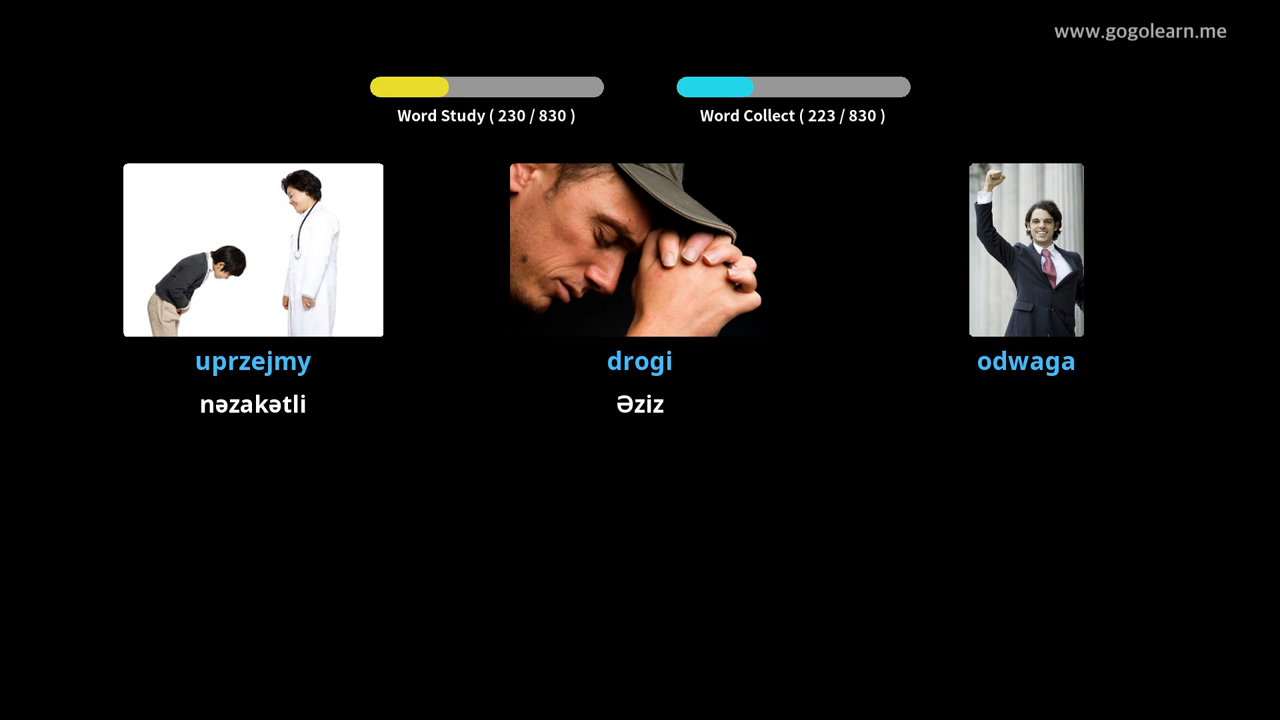 www.gogolearn.me
Word Study ( 230 / 830 )
Word Collect ( 223 / 830 )
uprzejmy
drogi
odwaga
nəzakətli
Əziz